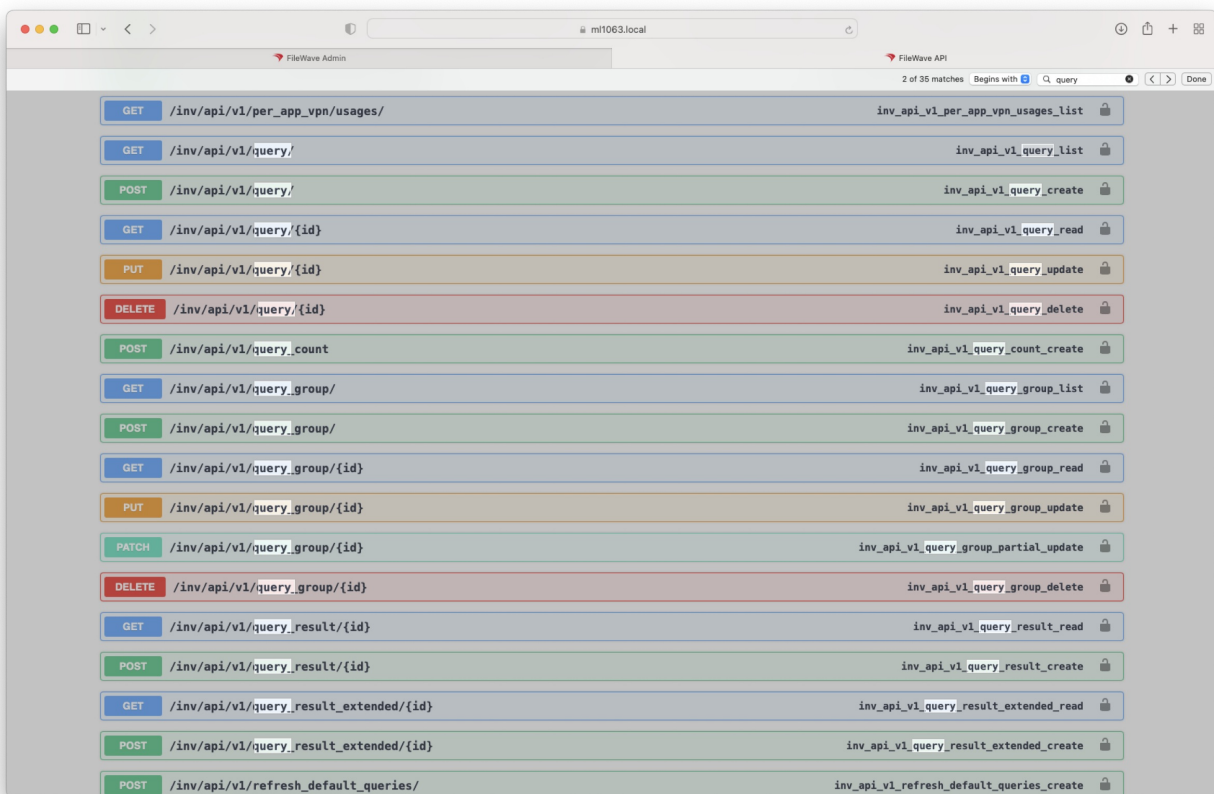 ml1063.local
FileWave Admin
FileWave API
2 of 35 matches Begins with query Done
GET /inv/api/v1/per_app_vpn/usages/ inv_api_v1_per_app_vpn_usages_list
GET /inv/api/v1/query/ inv_api_v1_query_list
POST /inv/api/v1/query/ inv_api_v1_query_create
GET /inv/api/v1/query/{id} inv_api_v1_query_read
PUT /inv/api/v1/query/{id} inv_api_v1_query_update
DELETE /inv/api/v1/query/{id} inv_api_v1_query_delete
POST /inv/api/v1/query_count inv_api_v1_query_count_create
GET /inv/api/v1/query_group/ inv_api_v1_query_group_list
POST /inv/api/v1/query_group/ inv_api_v1_query_group_create
GET /inv/api/v1/query_group/{id} inv_api_v1_query_group_read
PUT /inv/api/v1/query_group/{id} inv_api_v1_query_group_update
PATCH /inv/api/v1/query_group/{id} inv_api_v1_query_group_partial_update
DELETE /inv/api/v1/query_group/{id} inv_api_v1_query_group_delete
GET /inv/api/v1/query_result/{id} inv_api_v1_query_result_read
POST /inv/api/v1/query_result/{id} inv_api_v1_query_result_create
GET /inv/api/v1/query_result_extended/{id} inv_api_v1_query_result_extended_read
POST /inv/api/v1/query_result_extended/{id} inv_api_v1_query_result_extended_create
POST /inv/api/v1/refresh_default_queries/ inv_api_v1_refresh_default_queries_create